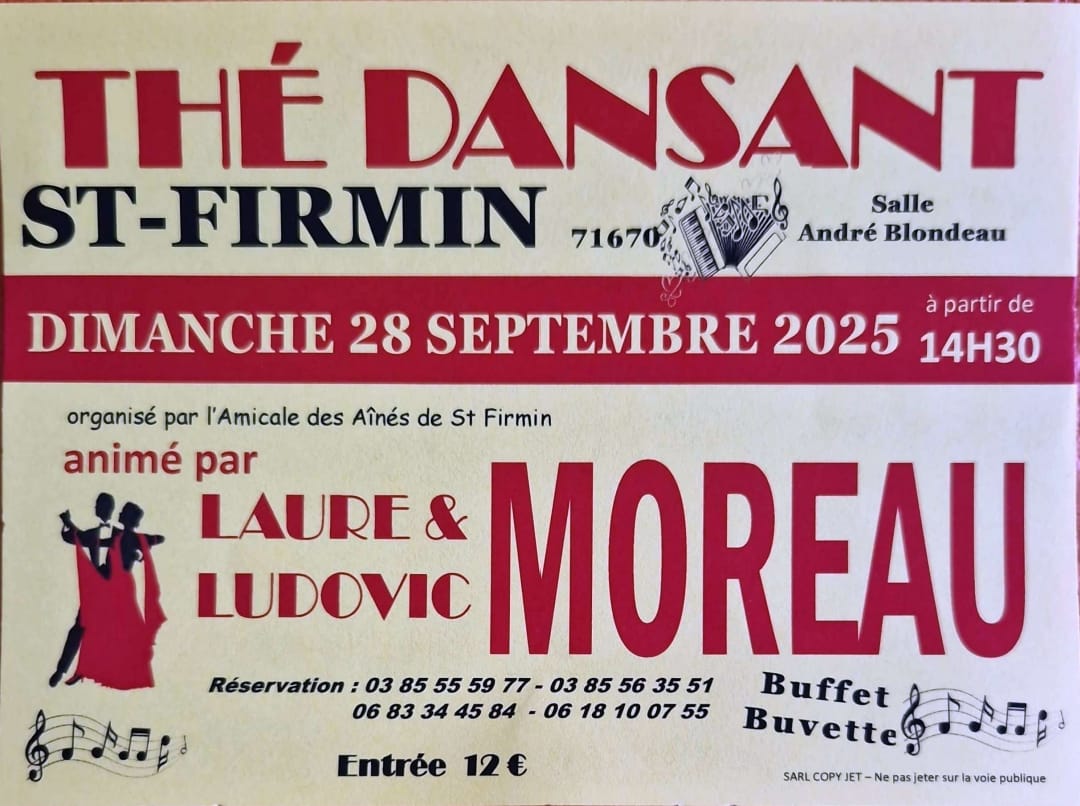 THÉ DANSANT
ST-FIRMIN
71670
Salle
André Blondeau
DIMANCHE 28 SEPTEMBRE 2025
à partir de
14H30
organisé par l'Amicale des Aînés de St Firmin
animé par
LAURE &
LUDOVIC
MOREAU
Réservation : 03 85 55 59 77 - 03 85 56 35 51
06 83 34 45 84 - 06 18 10 07 55
Buffet
Buvette
Entrée 12 €
SARL COPY JET – Ne pas jeter sur la voie publique